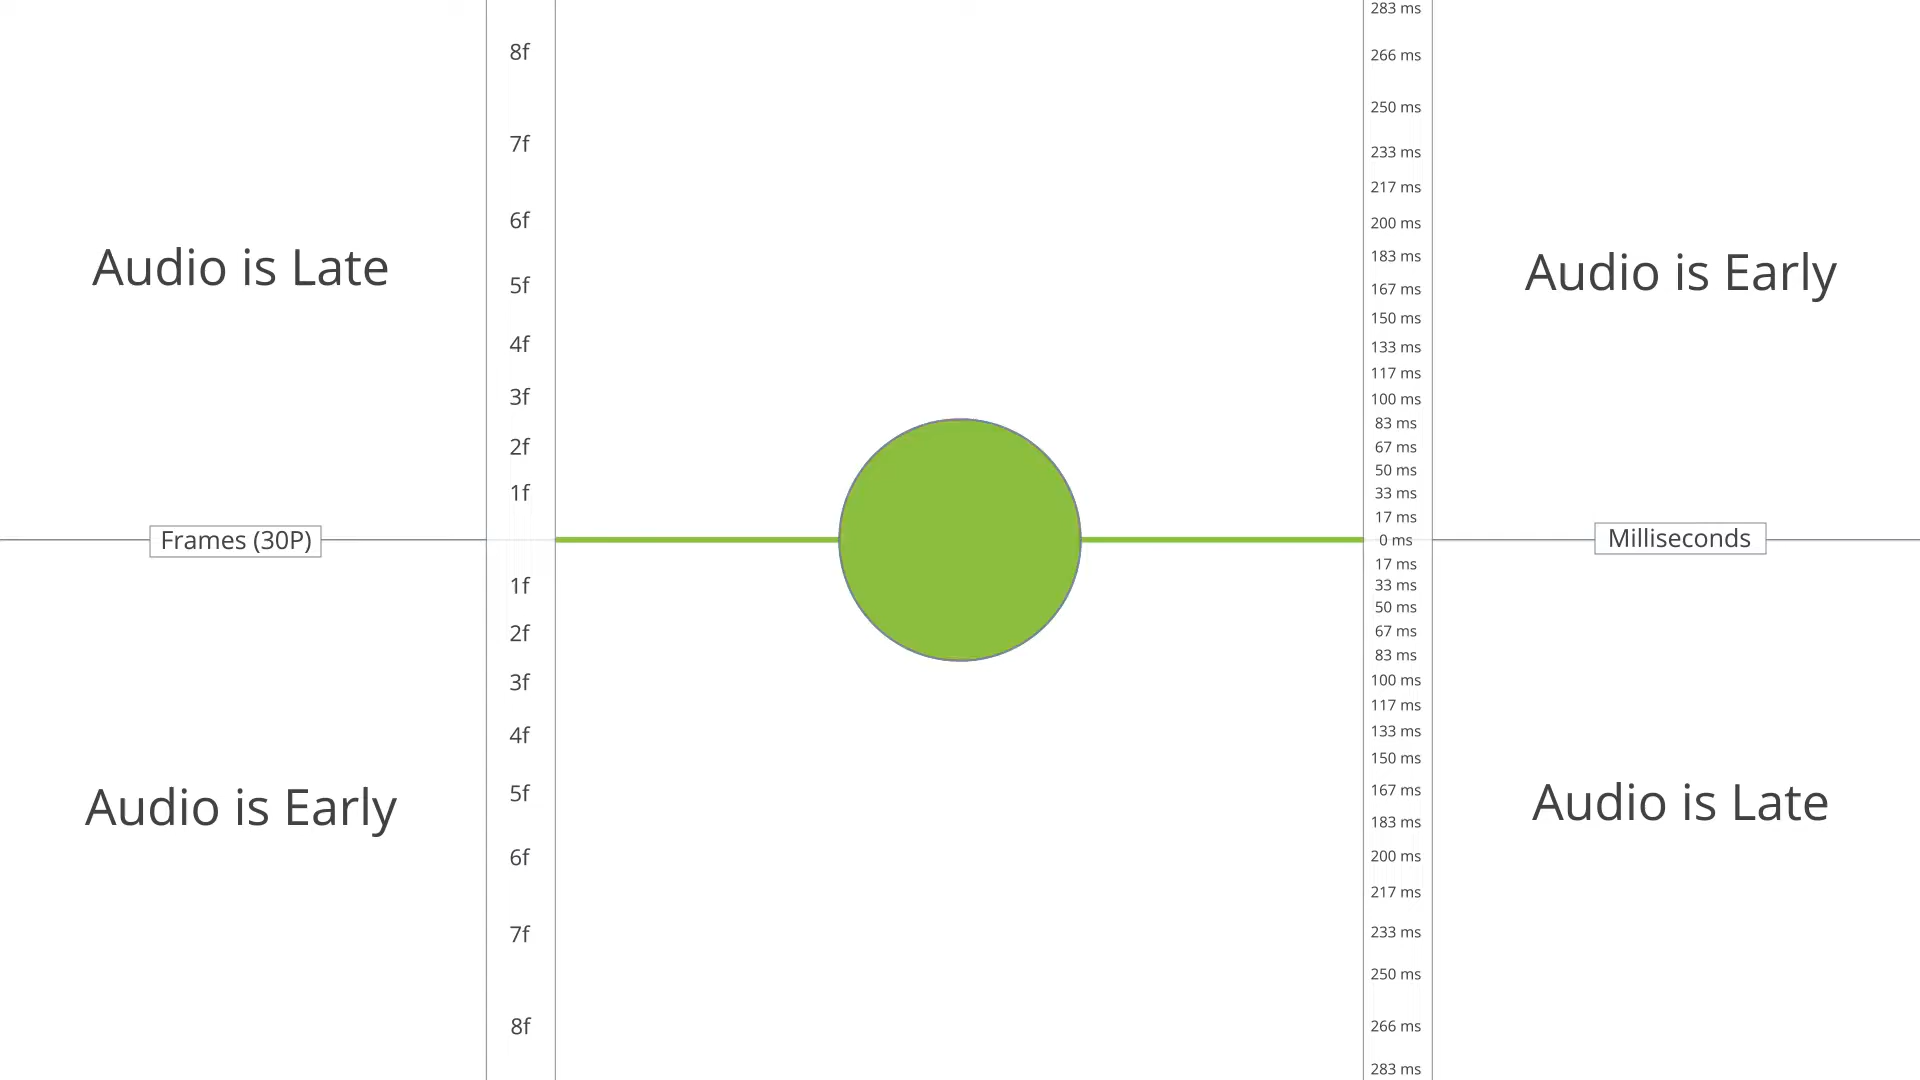 8f
7f
6f
5f
4f
3f
2f
1f
1f
2f
3f
4f
5f
6f
7f
8f
Audio is Late
Frames (30P)
Audio is Early
283 ms
266 ms
250 ms
233 ms
217 ms
200 ms
183 ms
167 ms
150 ms
133 ms
117 ms
100 ms
83 ms
67 ms
50 ms
33 ms
17 ms
0 ms
17 ms
33 ms
50 ms
67 ms
83 ms
100 ms
117 ms
133 ms
150 ms
167 ms
183 ms
200 ms
217 ms
233 ms
250 ms
266 ms
283 ms
Audio is Early
Milliseconds
Audio is Late